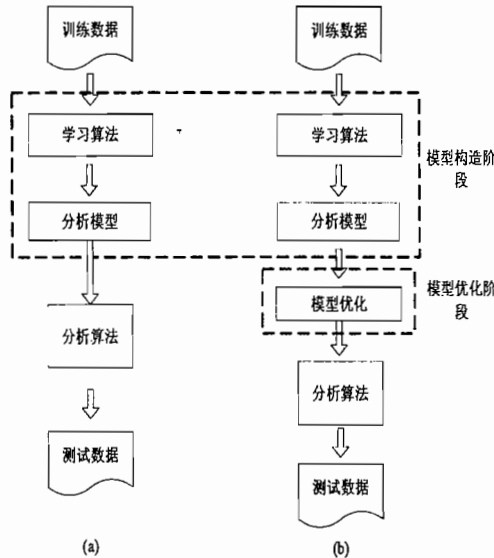 训练数据
训练数据
学习算法
学习算法
模型构造阶
段
分析模型
分析模型
模型优化
模型优化阶
段
分析算法
分析算法
测试数据
测试数据
(a)
(b)